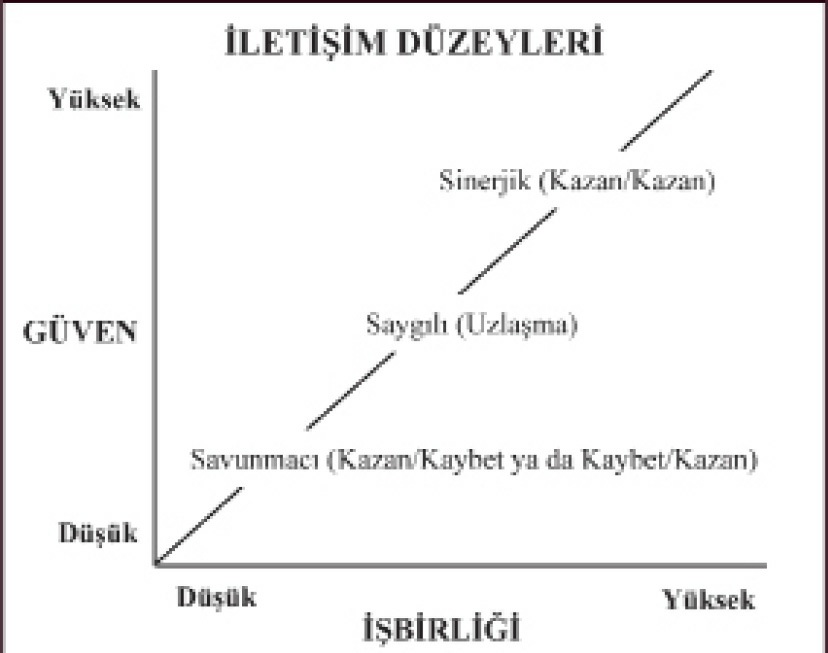 İLETİŞİM DÜZEYLERİ
Yüksek
Sinerjik (Kazan/Kazan)
GÜVEN
Saygılı (Uzlaşma)
Savunmacı (Kazan/Kaybet ya da Kaybet/Kazan)
Düşük
Düşük
Yüksek
İŞBİRLİĞİ